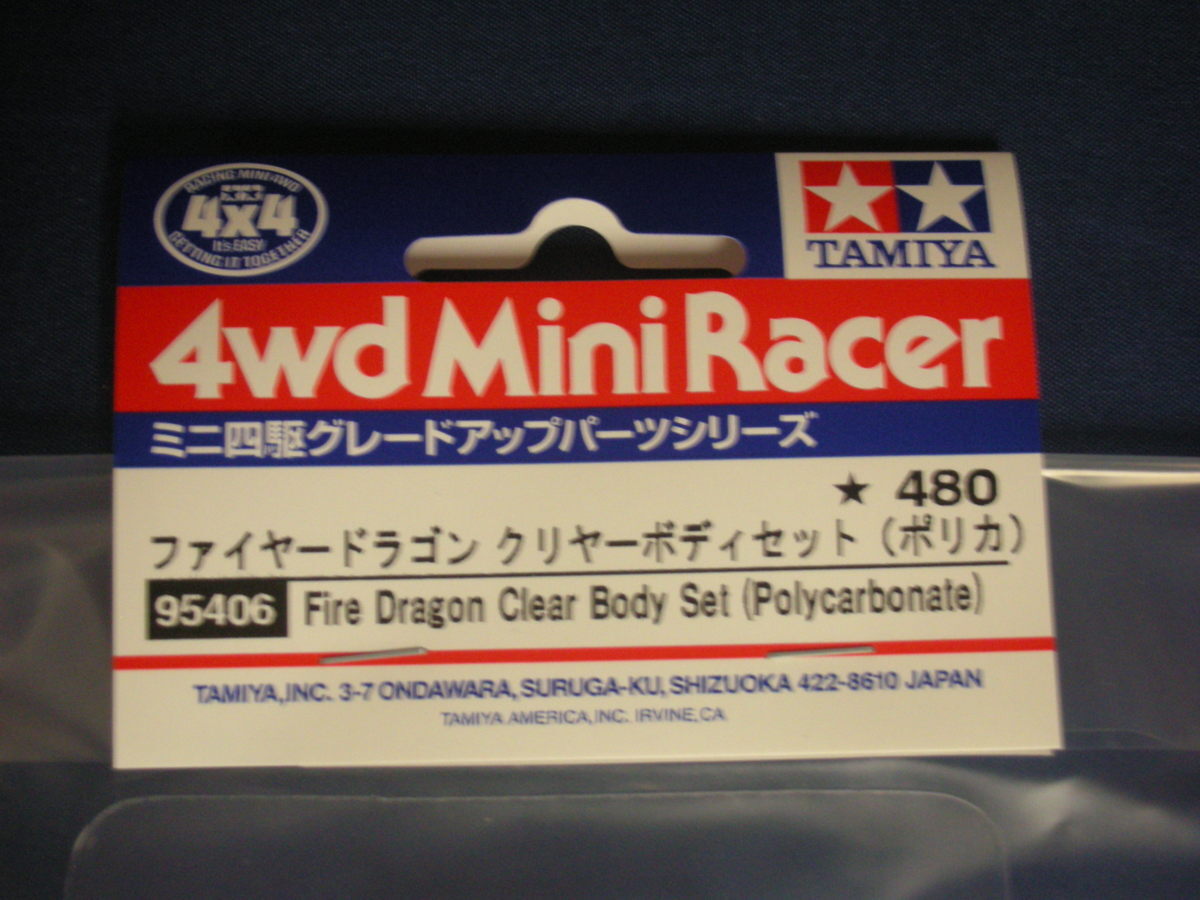 RACING MINI4WD
4x4
It's EASY
GETTING IT TOGETHER
TAMIYA
4wd Mini Racer
ミニ四駆グレードアップパーツシリーズ
★ 480
ファイヤードラゴン クリヤーボディセット (ポリカ)
95406 Fire Dragon Clear Body Set (Polycarbonate)
TAMIYA,INC. 3-7 ONDAWARA, SURUGA-KU, SHIZUOKA 422-8610 JAPAN
TAMIYA AMERICA,INC. IRVINE,CA